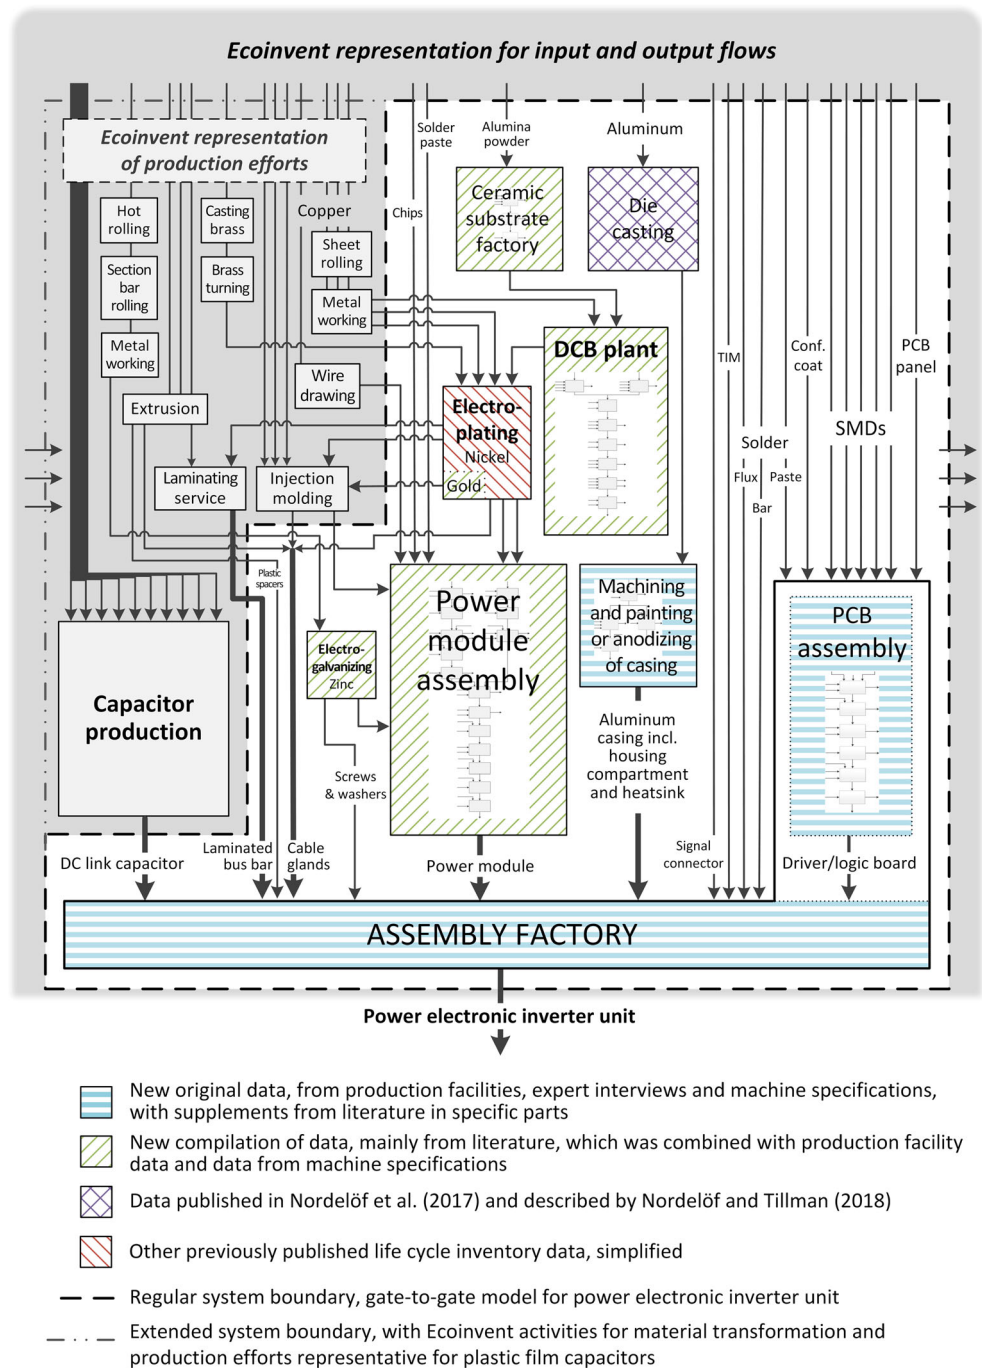 Ecoinvent representation for input and output flows
Ecoinvent representation
of production efforts
Solder
paste
Alumina
powder
Aluminum
Hot
rolling
Casting
brass
Copper
Chips
Ceramic
substrate
factory
Die
casting
Sheet
rolling
Section
bar
rolling
Brass
turning
Metal
working
Metal
working
DCB plant
TIM
Conf.
coat
PCB
panel
Wire
drawing
Extrusion
Electro-
plating
Nickel
Gold
SMDs
Solder
Flux
Paste
Bar
Laminating
service
Injection
molding
Plastic
spacers
Power
module
assembly
Machining
and painting
or anodizing
of casing
PCB
assembly
Electro-
galvanizing
Zinc
Capacitor
production
Aluminum
casing incl.
housing
compartment
and heatsink
Screws
& washers
DC link capacitor
Laminated
bus bar
Cable
glands
Power module
Signal
connector
Driver/logic board
ASSEMBLY FACTORY
Power electronic inverter unit
New original data, from production facilities, expert interviews and machine specifications,
with supplements from literature in specific parts
New compilation of data, mainly from literature, which was combined with production facility
data and data from machine specifications
Data published in Nordelöf et al. (2017) and described by Nordelöf and Tillman (2018)
Other previously published life cycle inventory data, simplified
Regular system boundary, gate-to-gate model for power electronic inverter unit
Extended system boundary, with Ecoinvent activities for material transformation and
production efforts representative for plastic film capacitors